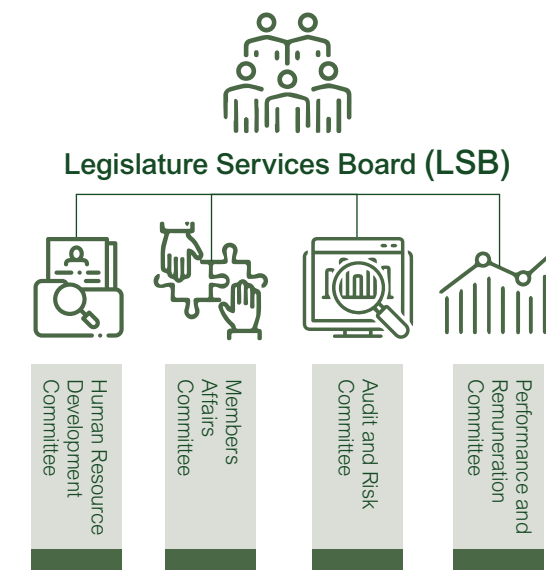 Legislature Services Board (LSB)
Human Resource
Development
Committee
Members
Affairs
Committee
Audit and Risk
Committee
Performance and
Remuneration
Committee